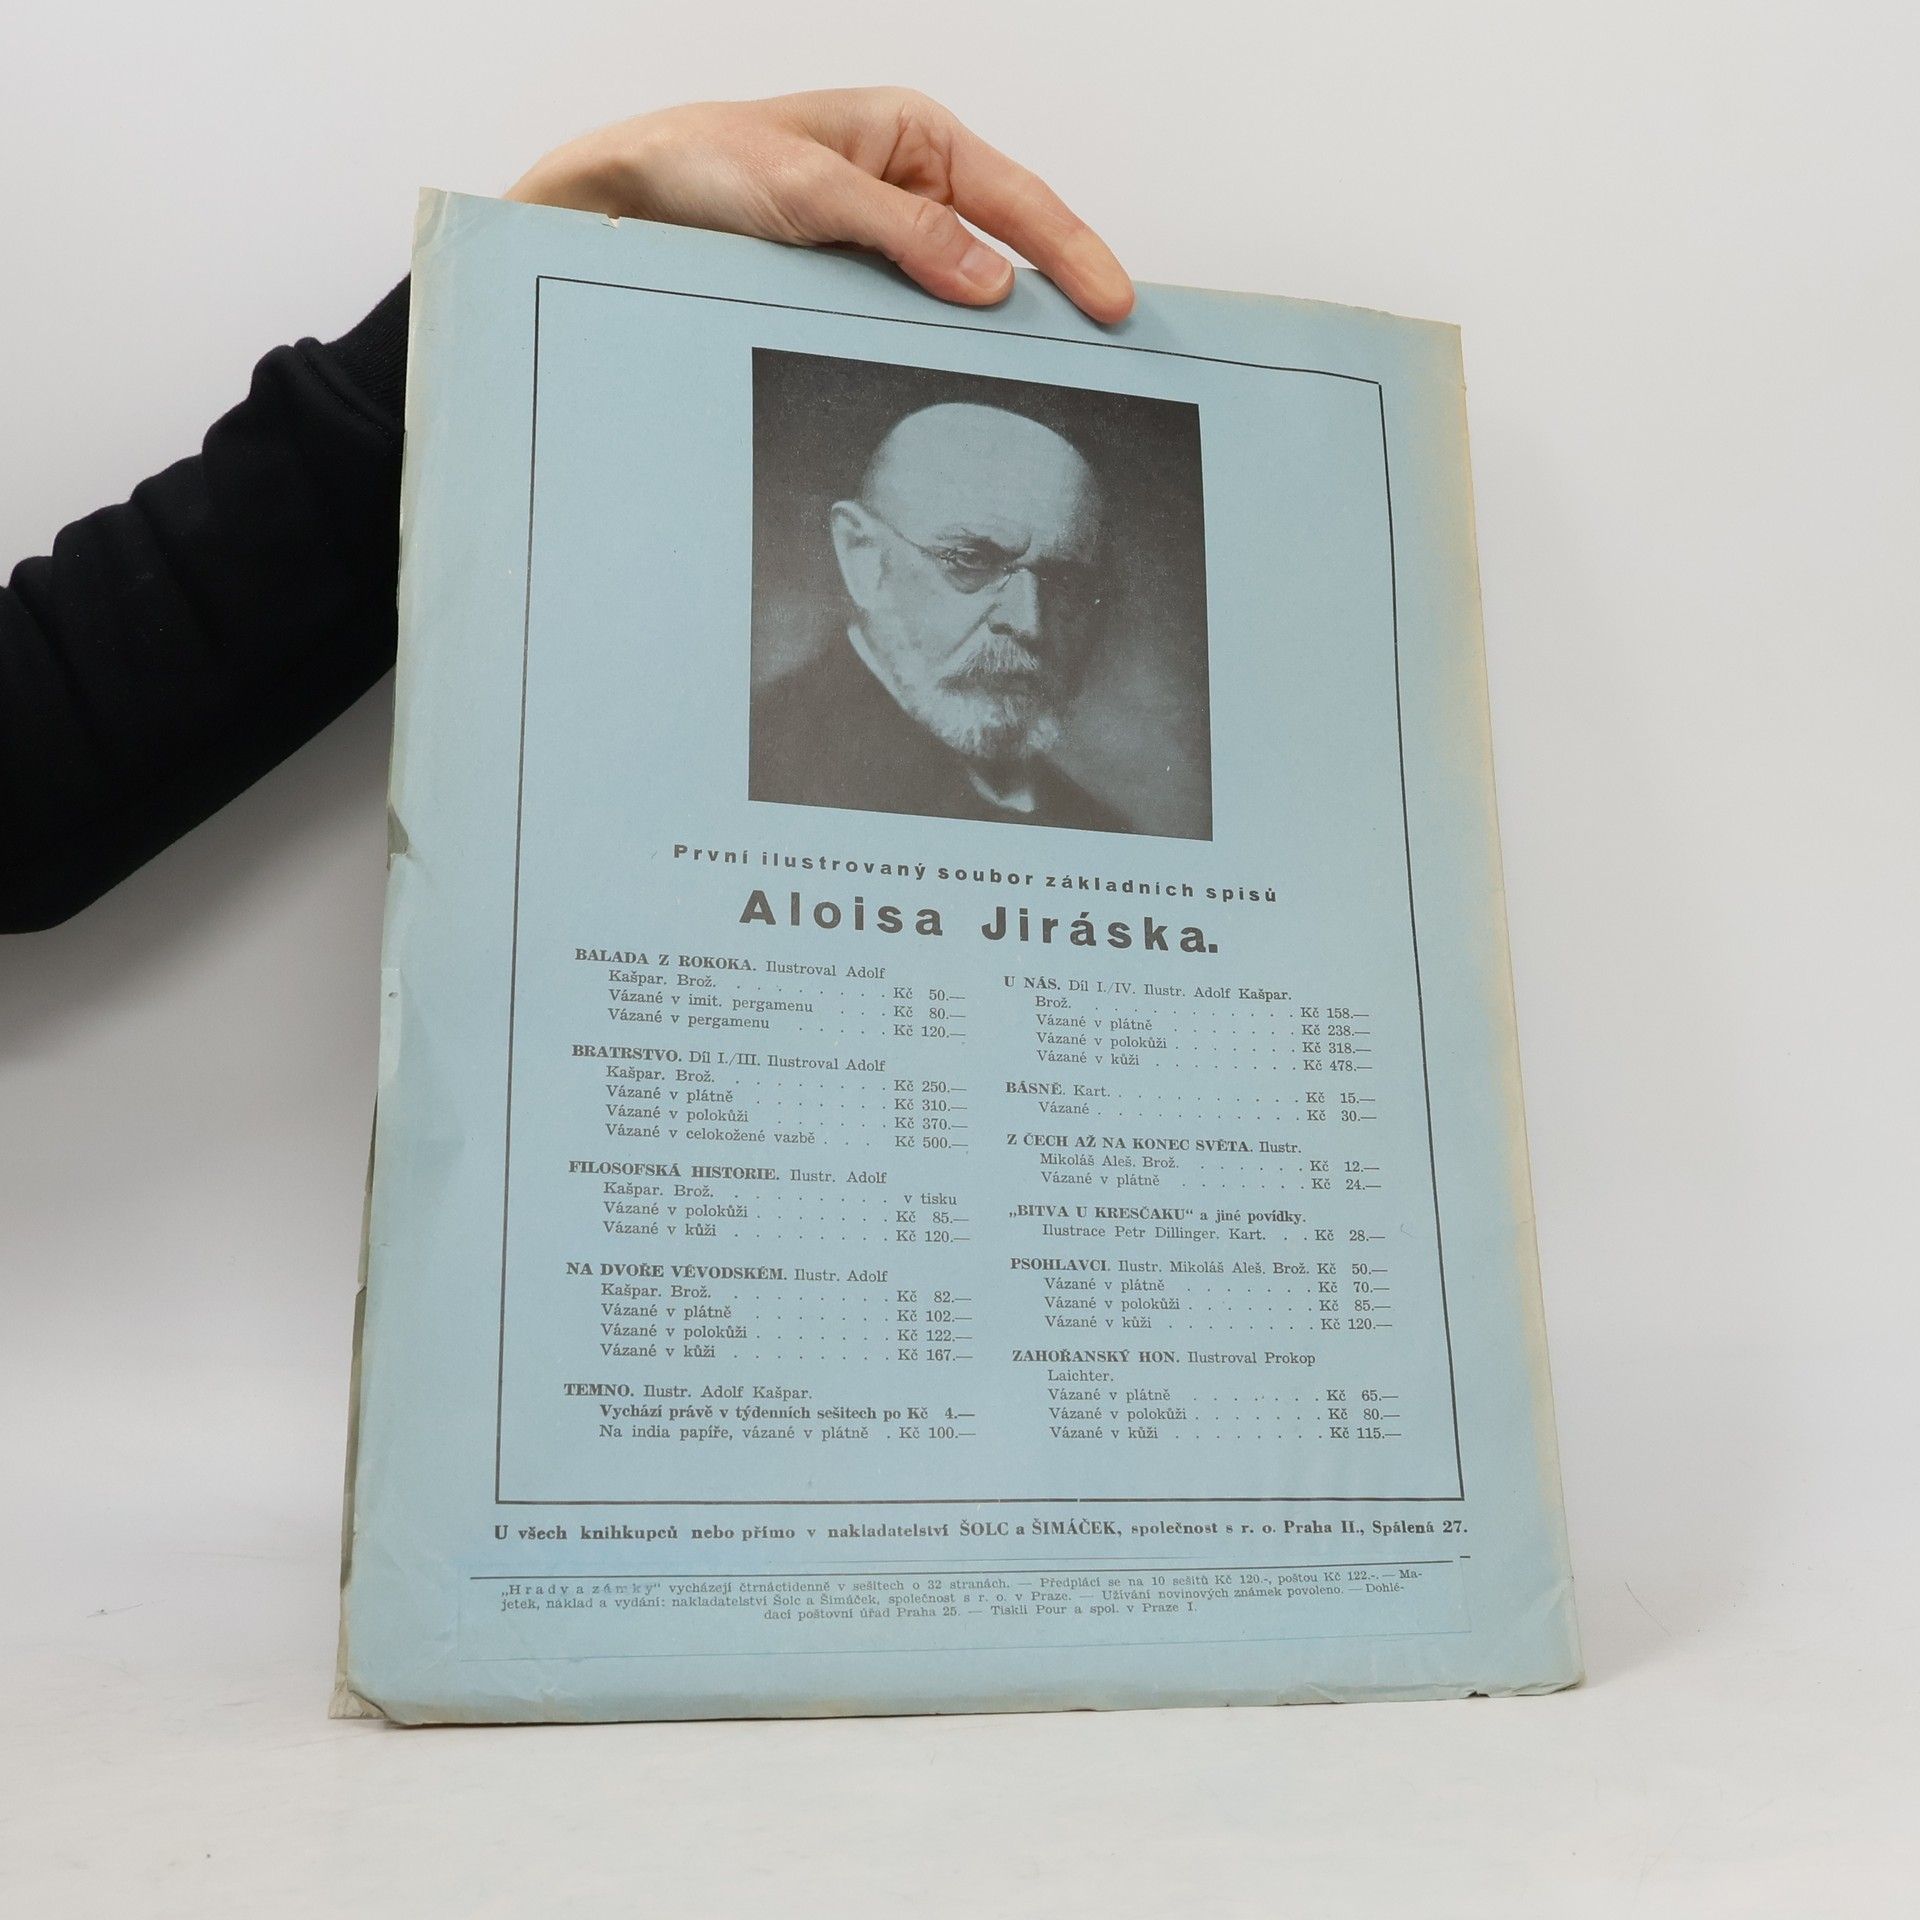 První ilustrovaný soubor základních spisů
Aloisa Jiráska.
BALADA Z ROKOKA. Ilustroval Adolf
Kašpar. Brož. . . . . . . . . Kč 50.—
Vázané v imit. pergamenu . . . Kč 80.—
Vázané v pergamenu . . . . . Kč 120.—
BRATRSTVO. Díl I./III. Ilustroval Adolf
Kašpar. Brož. . . . . . . . . Kč 250.—
Vázané v plátně . . . . . . . Kč 310.—
Vázané v polokůži . . . . . . Kč 370.—
Vázané v celokožené vazbě . . . Kč 500.—
FILOSOFSKÁ HISTORIE. Ilustr. Adolf
Kašpar. Brož. . . . . . . . . v tisku
Vázané v polokůži . . . . . . . Kč 85.—
Vázané v kůži . . . . . . . . Kč 120.—
NA DVOŘE VÉVODSKÉM. Ilustr. Adolf
Kašpar. Brož. . . . . . . . . Kč 82.—
Vázané v plátně . . . . . . . Kč 102.—
Vázané v polokůži . . . . . . . Kč 122.—
Vázané v kůži . . . . . . . . Kč 167.—
TEMNO. Ilustr. Adolf Kašpar.
Vychází právě v týdenních sešitech po Kč 4.—
Na india papíře, vázané v plátně . Kč 100.—
U NÁS. Díl I./IV. Ilustr. Adolf Kašpar.
Brož. . . . . . . . . . . . Kč 158.—
Vázané v plátně . . . . . . . Kč 238.—
Vázané v polokůži . . . . . . . Kč 318.—
Vázané v kůži . . . . . . . . Kč 478.—
BÁSNĚ. Kart. . . . . . . . . . . Kč 15.—
Vázané . . . . . . . . . . . Kč 30.—
Z ČECH AŽ NA KONEC SVĚTA. Ilustr.
Mikoláš Aleš. Brož. . . . . . . Kč 12.—
Vázané v plátně . . . . . . . Kč 24.—
„BITVA U KRESČAKU“ a jiné povídky.
Ilustrace Petr Dillinger. Kart. . . Kč 28.—
PSOHLAVCI. Ilustr. Mikoláš Aleš. Brož. Kč 50.—
Vázané v plátně . . . . . . . Kč 70.—
Vázané v polokůži . . . . . . . Kč 85.—
Vázané v kůži . . . . . . . . Kč 120.—
ZAHOŘANSKÝ HON. Ilustroval Prokop
Laichter.
Vázané v plátně . . . . . . . Kč 65.—
Vázané v polokůži . . . . . . . Kč 80.—
Vázané v kůži . . . . . . . . Kč 115.—
U všech knihkupců nebo přímo v nakladatelství ŠOLC a ŠIMÁČEK, společnost s r. o. Praha II., Spálená 27.
„Hrady a zámky“ vycházejí čtrnáctidenně v sešitech o 32 stranách. — Předplácí se na 10 sešitů Kč 120.-, poštou Kč 122.-. — Ma-
jetek, náklad a vydání: nakladatelství Šolc a Šimáček, společnost s r. o. v Praze. — Užívání novinových známek povoleno. — Dohlé-
dací poštovní úřad Praha 25. — Tiskli Pour a spol. v Praze I.